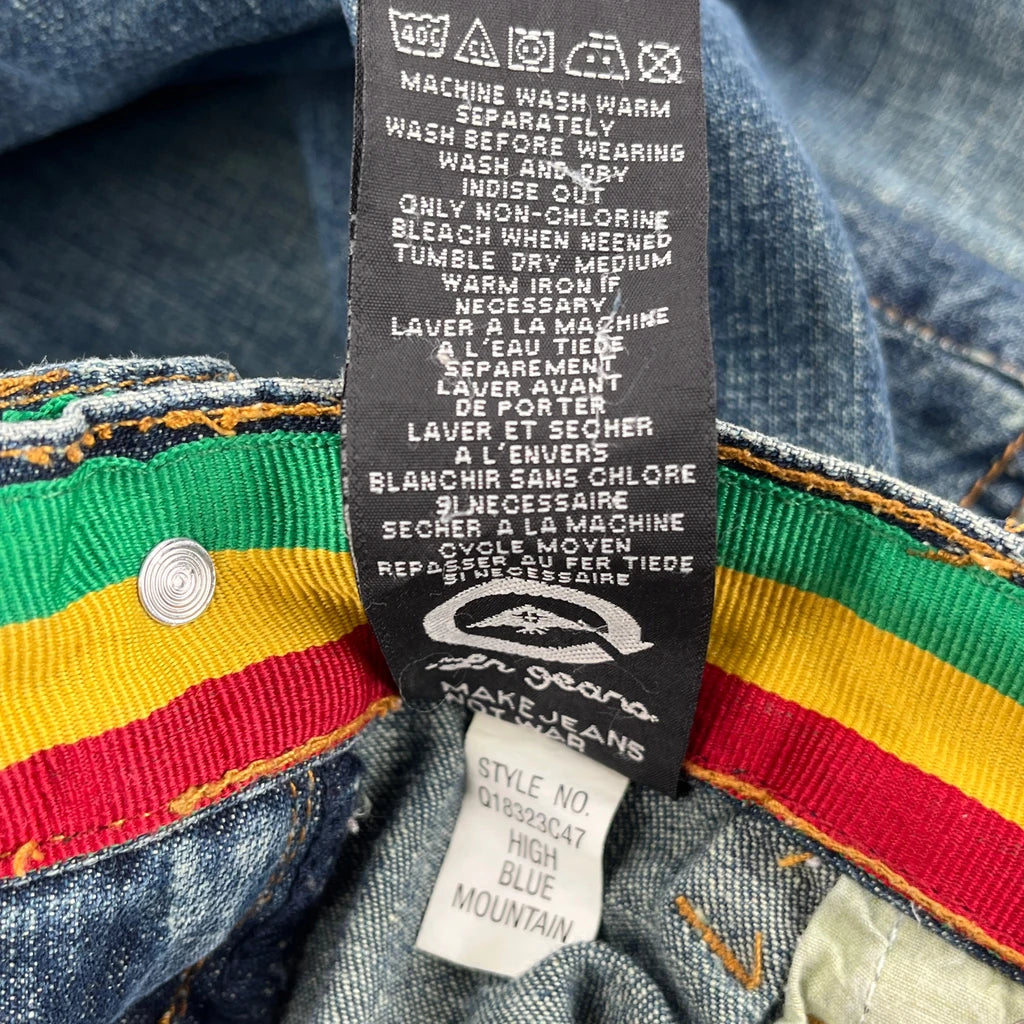 40C
CL
MACHINE WASH WARM
SEPARATELY
WASH BEFORE WEARING
WASH AND DRY
INDISE OUT
ONLY NON-CHLORINE
BLEACH WHEN NEENED
TUMBLE DRY MEDIUM
WARM IRON IF
NECESSARY
LAVER A LA MACHINE
A L'EAU TIEDE
SEPAREMENT
LAVER AVANT
DE PORTER
LAVER ET SECHER
A L'ENVERS
BLANCHIR SANS CHLORE
SI NECESSAIRE
SECHER A LA MACHINE
CYCLE MOYEN
REPASSER AU FER TIEDE
SI NECESSAIRE
MAKE JEANS
NOT WAR
STYLE NO.
Q18323C47
HIGH
BLUE
MOUNTAIN